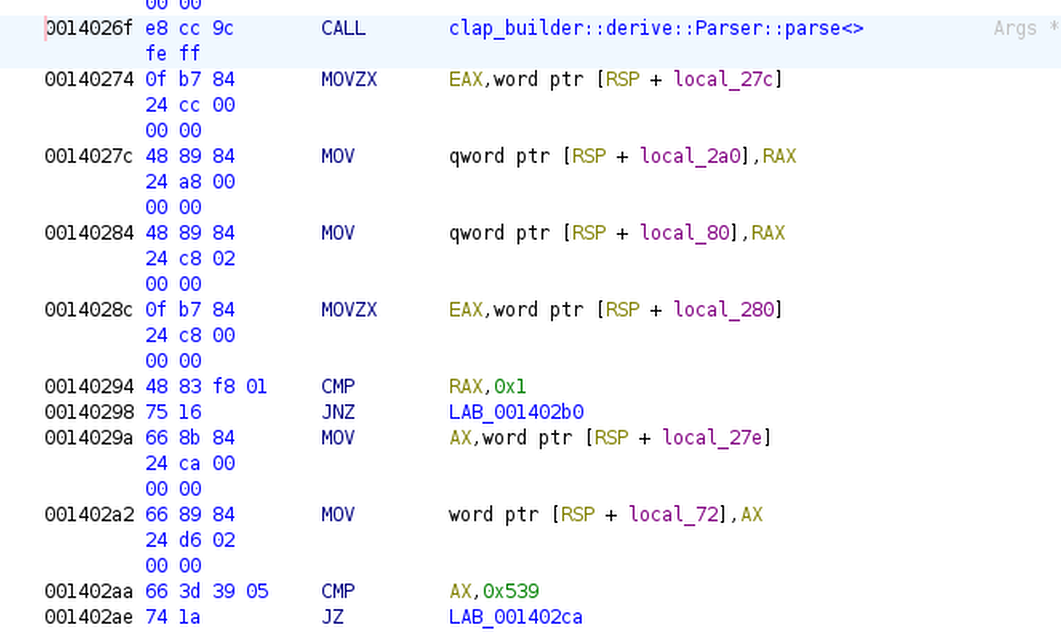 00 00
0014026f e8 cc 9c CALL clap_builder::derive::Parser::parse<> Args *
fe ff
00140274 0f b7 84 MOVZX EAX,word ptr [RSP + local_27c]
24 cc 00
00 00
0014027c 48 89 84 MOV qword ptr [RSP + local_2a0],RAX
24 a8 00
00 00
00140284 48 89 84 MOV qword ptr [RSP + local_80],RAX
24 c8 02
00 00
0014028c 0f b7 84 MOVZX EAX,word ptr [RSP + local_280]
24 c8 00
00 00
00140294 48 83 f8 01 CMP RAX,0x1
00140298 75 16 JNZ LAB_001402b0
0014029a 66 8b 84 MOV AX,word ptr [RSP + local_27e]
24 ca 00
00 00
001402a2 66 89 84 MOV word ptr [RSP + local_72],AX
24 d6 02
00 00
001402aa 66 3d 39 05 CMP AX,0x539
001402ae 74 1a JZ LAB_001402ca